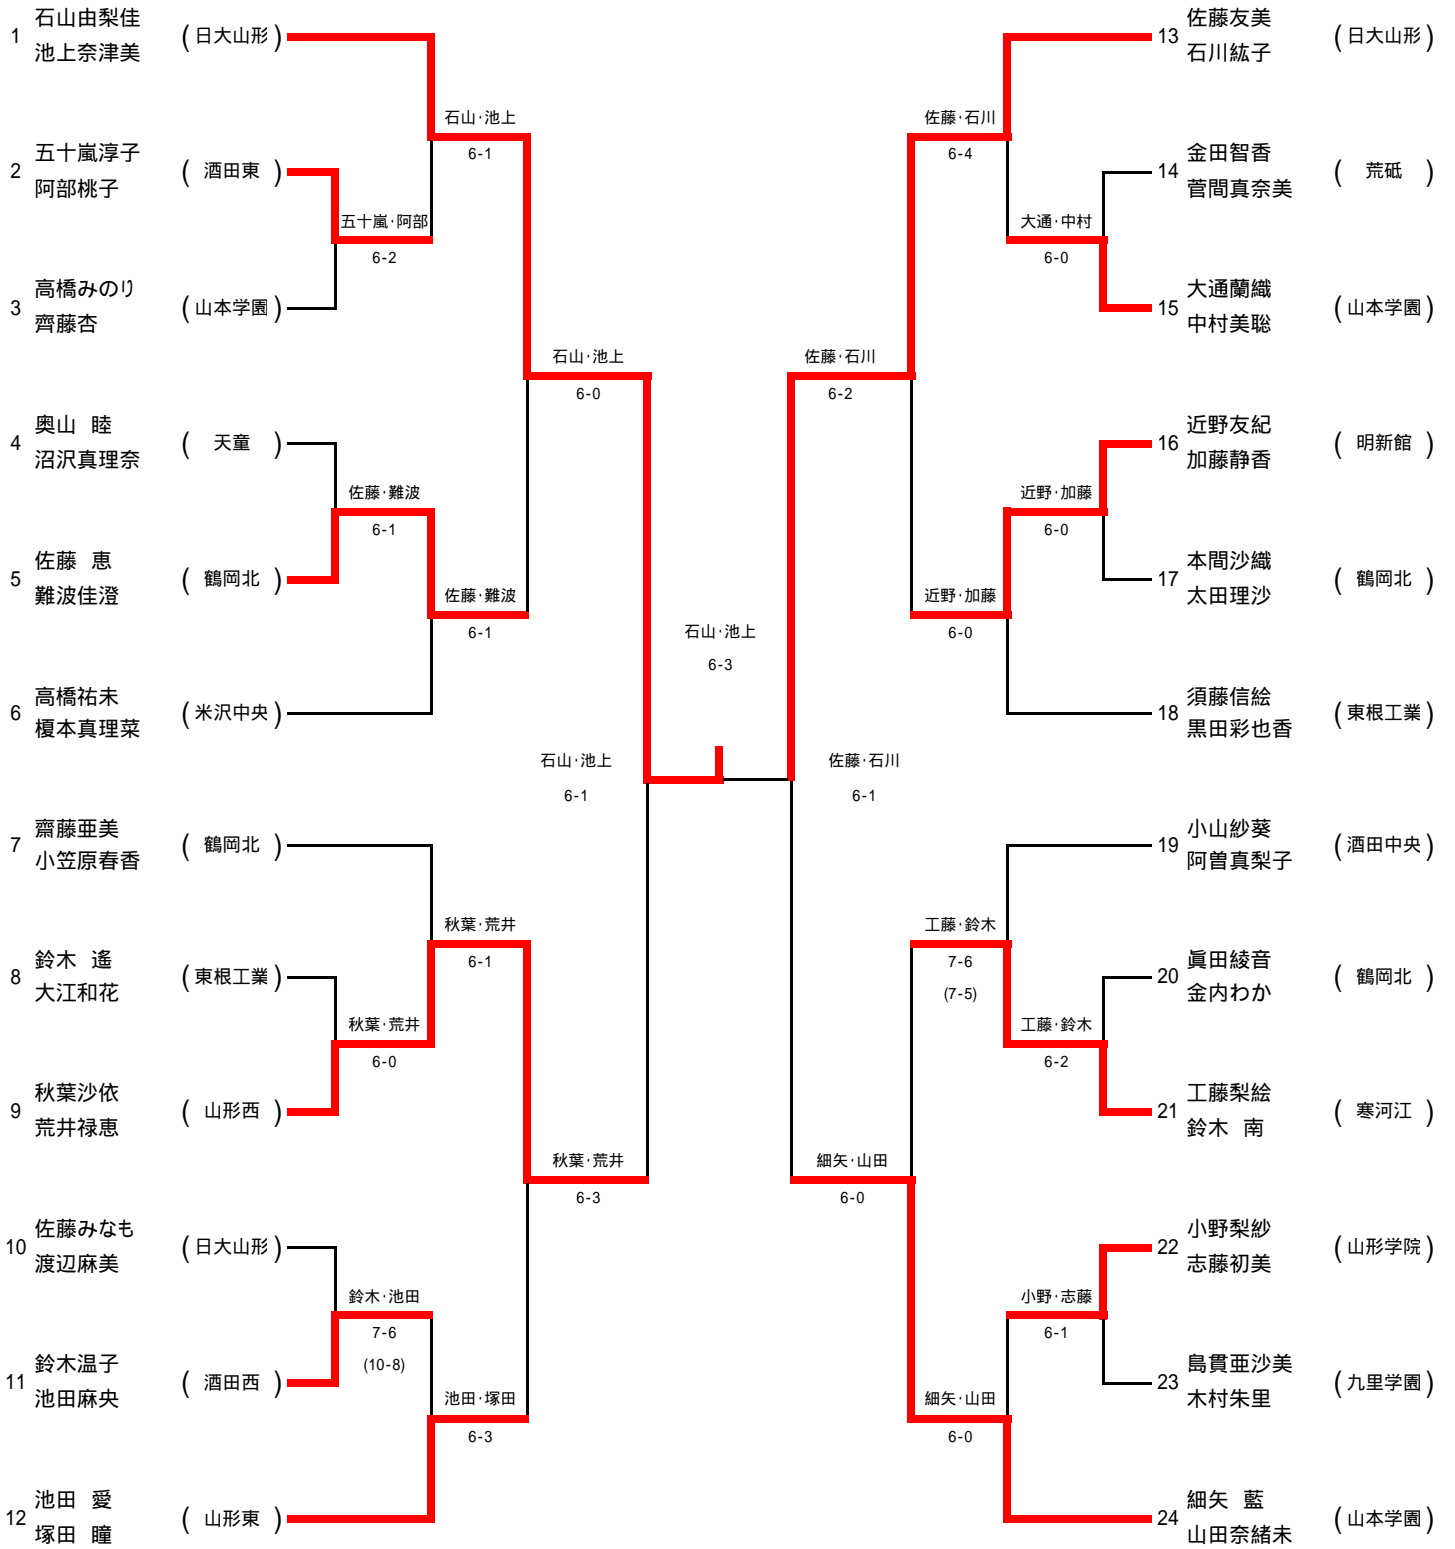 1 石山由梨佳 (日大山形)
池上奈津美
2 五十嵐淳子 (酒田東)
阿部桃子
3 高橋みのり (山本学園)
齊藤杏
4 奥山 睦 (天童)
沼沢真理奈
5 佐藤 恵 (鶴岡北)
難波佳澄
6 高橋祐未 (米沢中央)
榎本真理菜
7 齋藤亜美 (鶴岡北)
小笠原春香
8 鈴木 遙 (東根工業)
大江和花
9 秋葉沙依 (山形西)
荒井禄恵
10 佐藤みなも (日大山形)
渡辺麻美
11 鈴木温子 (酒田西)
池田麻央
12 池田 愛 (山形東)
塚田 瞳
五十嵐・阿部
6-2
佐藤・難波
6-1
秋葉・荒井
6-0
鈴木・池田
7-6
(10-8)
石山・池上
6-1
佐藤・難波
6-1
秋葉・荒井
6-1
池田・塚田
6-3
石山・池上
6-0
秋葉・荒井
6-3
石山・池上
6-1
石山・池上
6-3
佐藤・石川
6-1
佐藤・石川
6-2
細矢・山田
6-0
佐藤・石川
6-4
近野・加藤
6-0
工藤・鈴木
7-6
(7-5)
細矢・山田
6-0
大通・中村
6-0
近野・加藤
6-0
工藤・鈴木
6-2
小野・志藤
6-1
13 佐藤友美 (日大山形)
石川紘子
14 金田智香 (荒砥)
菅間真奈美
15 大通蘭織 (山本学園)
中村美聡
16 近野友紀 (明新館)
加藤静香
17 本間沙織 (鶴岡北)
太田理沙
18 須藤信絵 (東根工業)
黒田彩也香
19 小山紗葵 (酒田中央)
阿曽真梨子
20 眞田綾音 (鶴岡北)
金内わか
21 工藤梨絵 (寒河江)
鈴木 南
22 小野梨紗 (山形学院)
志藤初美
23 島貫亜沙美 (九里学園)
木村朱里
24 細矢 藍 (山本学園)
山田奈緒未